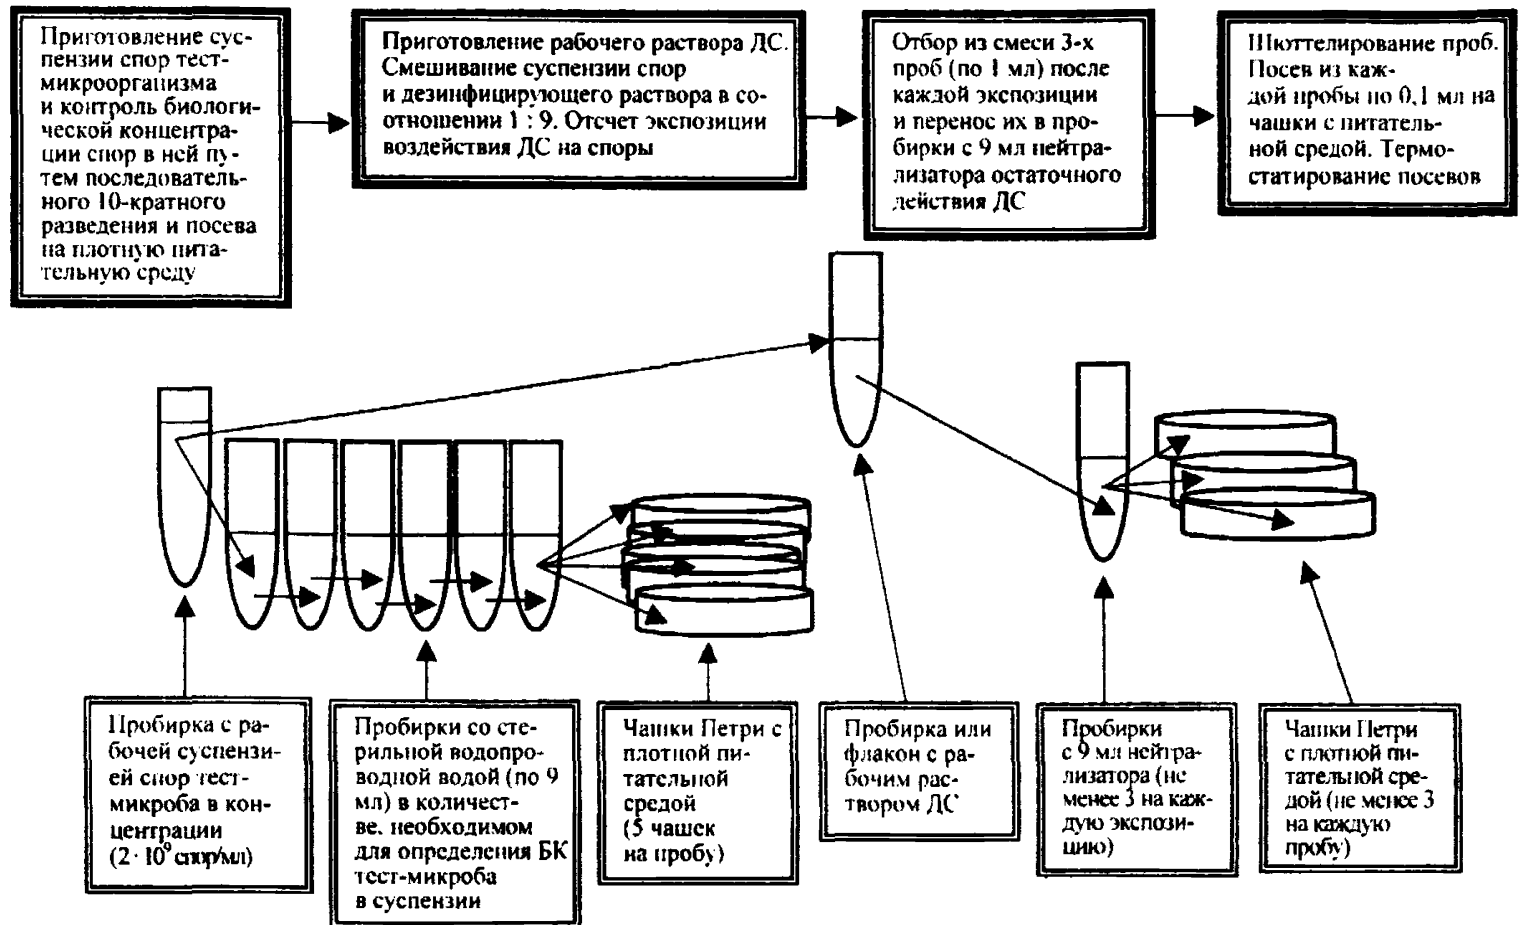 Приготовление сус-
пензии спор тест-
микроорганизма
и контроль биологи-
ческой концентра-
ции спор в ней пу-
тем последователь-
ного 10-кратного
разведения и посева
на плотную пита-
тельную среду
Приготовление рабочего раствора ДС.
Смешивание суспензии спор
и дезинфицирующего раствора в со-
отношении 1 : 9. Отсчет экспозиции
воздействия ДС на споры
Отбор из смеси 3-х
проб (по 1 мл) после
каждой экспозиции
и перенос их в про-
бирки с 9 мл нейтра-
лизатора остаточного
действия ДС
Шюттелирование проб.
Посев из каж-
дой пробы по 0,1 мл на
чашки с питатель-
ной средой. Термо-
статирование посевов
Пробирка с ра-
бочей суспензи-
ей спор тест-
микроба в кон-
центрации
спор/мл)
Пробирки со сте-
рильной водопро-
водной водой (по 9
мл) в количест-
ве, необходимом
для определения БК
тест-микроба
в суспензии
Чашки Петри с
плотной пи-
тательной
средой
(5 чашек
на пробу)
Пробирка или
флакон с ра-
бочим рас-
твором ДС
Пробирки
с 9 мл нейтра-
лизатора (не
менее 3 на каж-
дую экспози-
цию)
Чашки Петри
с плотной пи-
тательной сре-
дой (не менее 3
на каждую
пробу)